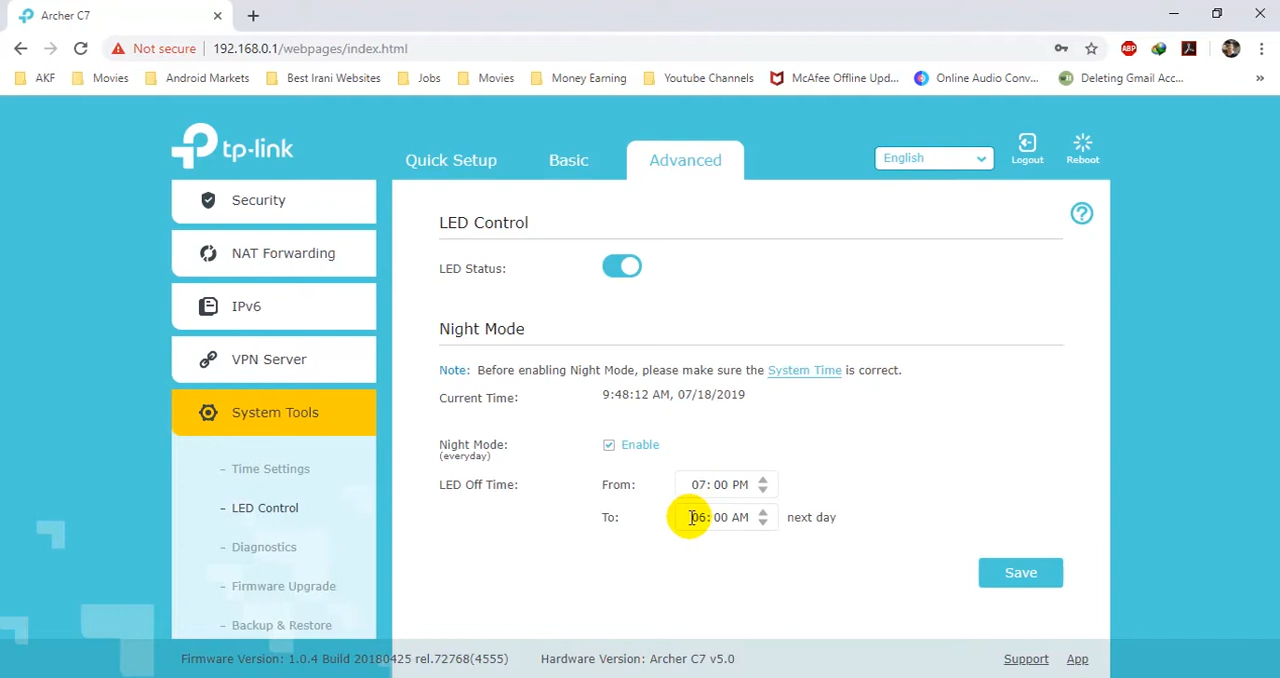 Archer C7
Not secure 192.168.0.1/webpages/index.html
ABP
AKF Movies Android Markets Best Irani Websites Jobs Movies Money Earning Youtube Channels McAfee Offline Upd... Online Audio Conv... Deleting Gmail Acc... »
tp-link
Quick Setup Basic Advanced English Logout Reboot
Security
NAT Forwarding
IPv6
VPN Server
System Tools
- Time Settings
- LED Control
- Diagnostics
- Firmware Upgrade
- Backup & Restore
LED Control
LED Status:
Night Mode
Note: Before enabling Night Mode, please make sure the System Time is correct.
Current Time: 9:48:12 AM, 07/18/2019
Night Mode: Enable
(everyday)
LED Off Time: From: 07: 00 PM
To: 06: 00 AM next day
Save
Firmware Version: 1.0.4 Build 20180425 rel.72768(4555) Hardware Version: Archer C7 v5.0 Support App